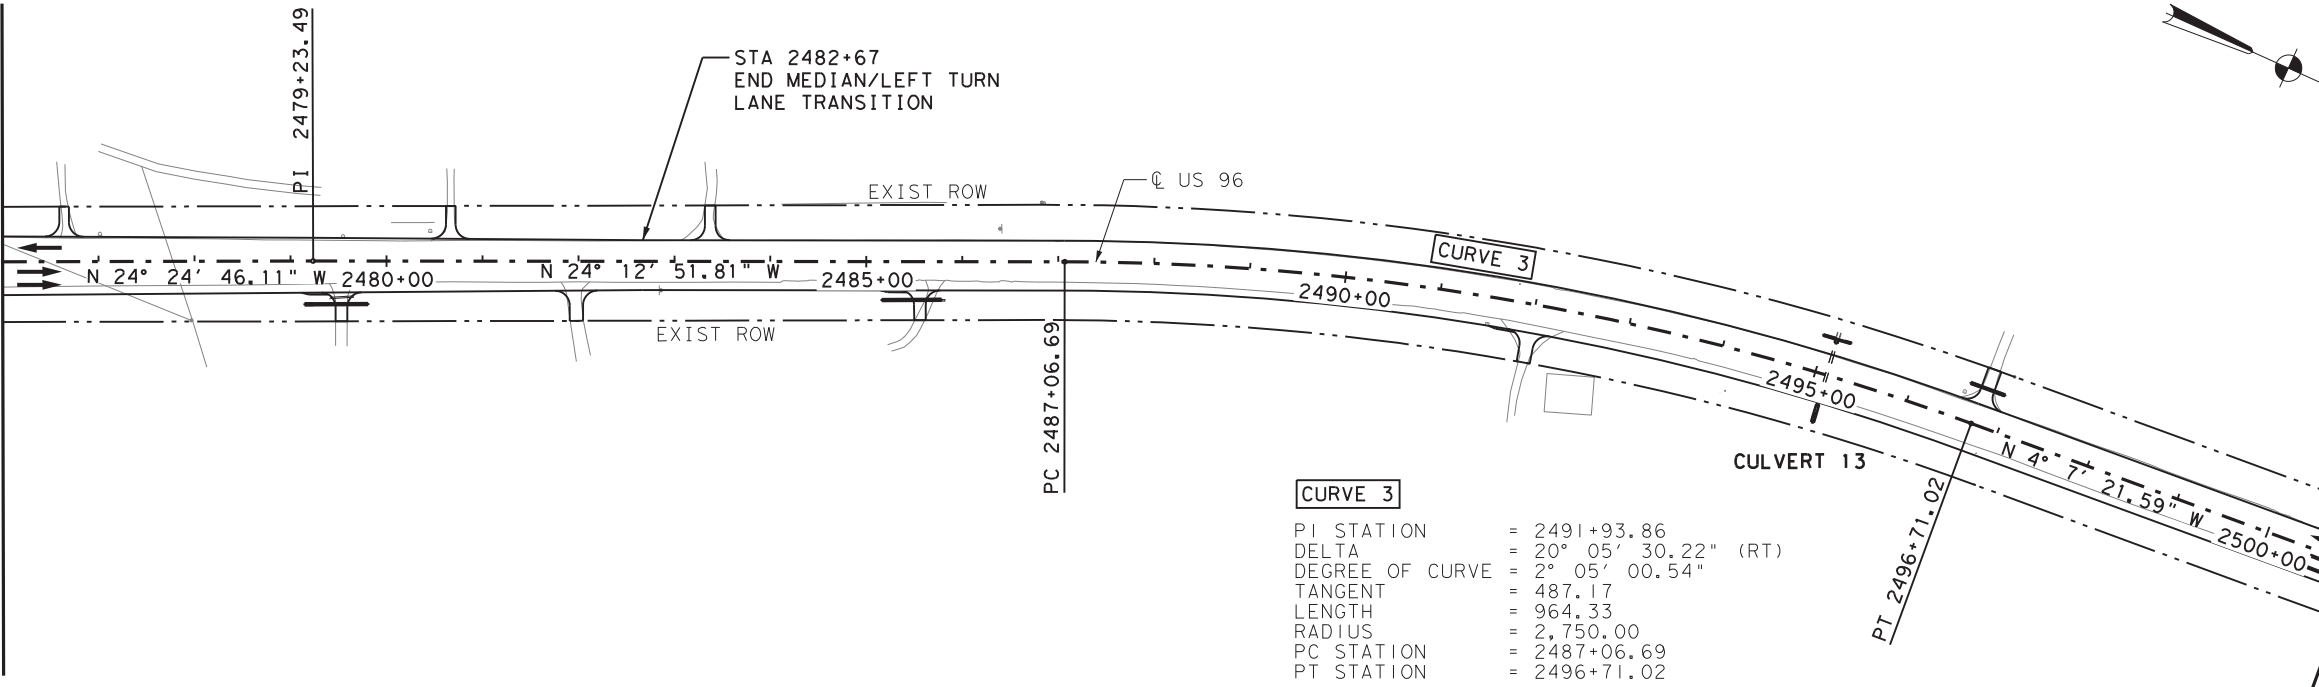 PI 2479+23.49
STA 2482+67
END MEDIAN/LEFT TURN
LANE TRANSITION
EXIST ROW
℄ US 96
CURVE 3
N 24° 24' 46.11" W
2480+00
N 24° 12' 51.81" W
2485+00
2490+00
EXIST ROW
PC 2487+06.69
2495+00
CULVERT 13
N 4° 7' 21.59" W
2500+00
PT 2496+71.02
CURVE 3
PI STATION = 2491+93.86
DELTA = 20° 05' 30.22" (RT)
DEGREE OF CURVE = 2° 05' 00.54"
TANGENT = 487.17
LENGTH = 964.33
RADIUS = 2,750.00
PC STATION = 2487+06.69
PT STATION = 2496+71.02